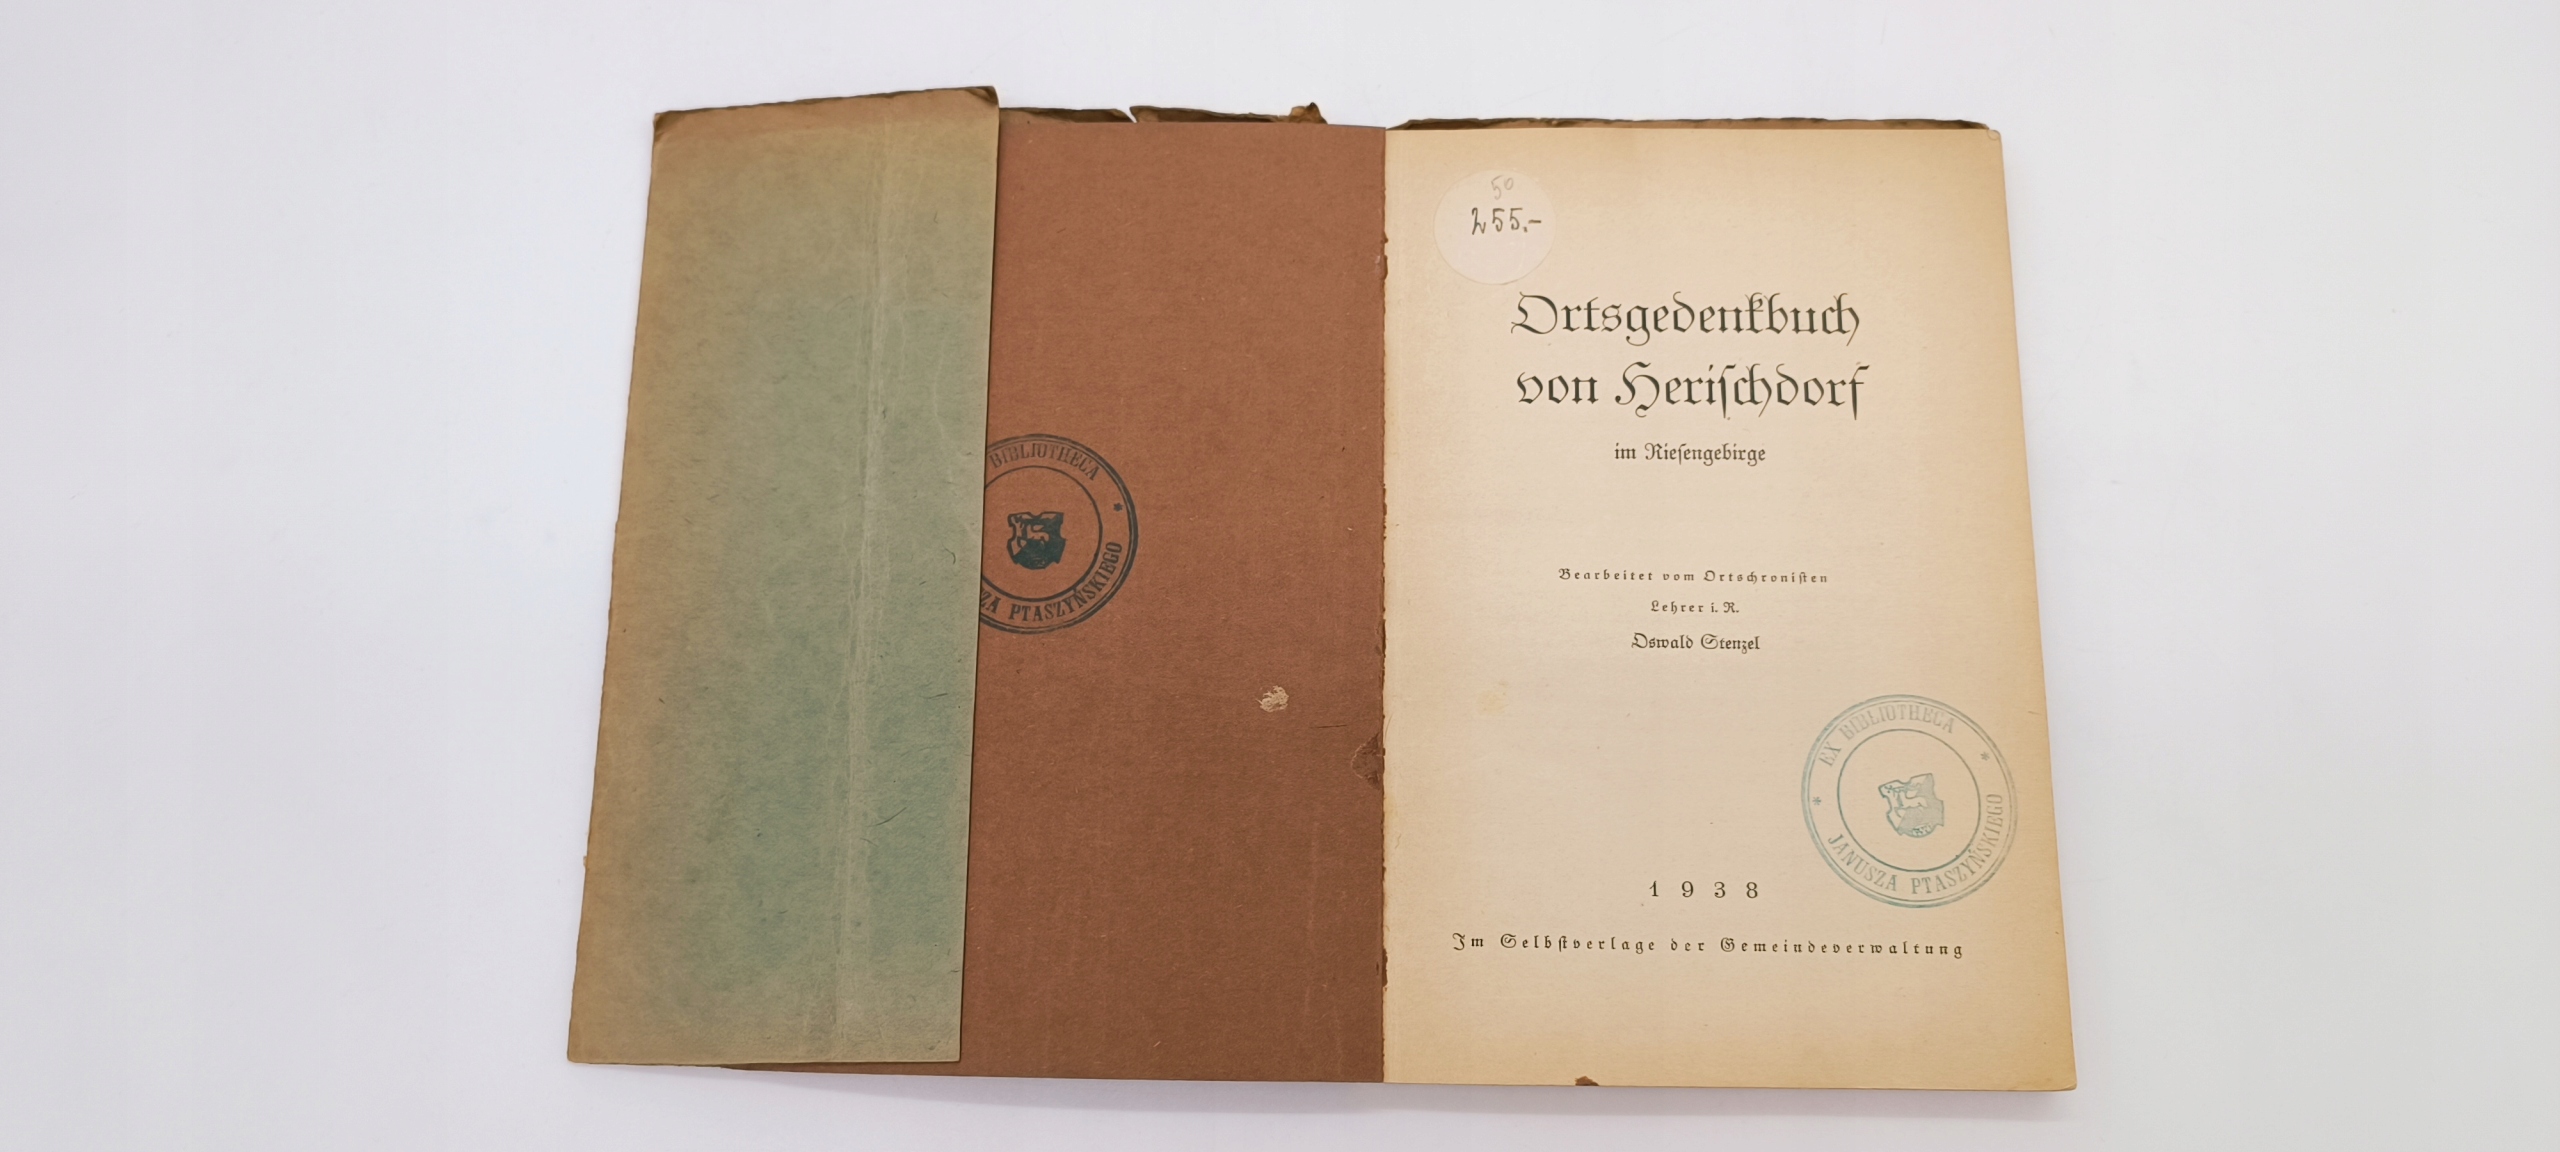 BIBLIOTHECA
ZA PTASZYŃSKIEGO
50
255.-
Ortsgedenkbuch
von Heriſchdorf
im Rieſengebirge
Bearbeitet vom Ortschroniſten
Lehrer i. R.
Oswald Stenzel
EX BIBLIOTHECA
JANUSZA PTASZYŃSKIEGO
1938
Im Selbſtverlage der Gemeindeverwaltung